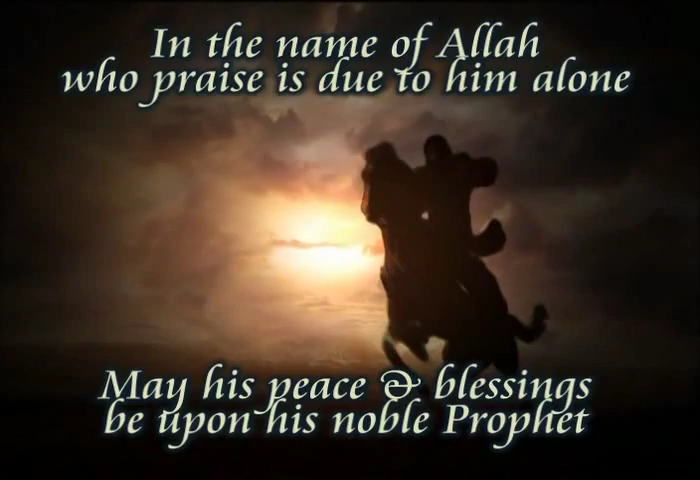 In the name of Allah
who praise is due to him alone
May his peace & blessings
be upon his noble Prophet